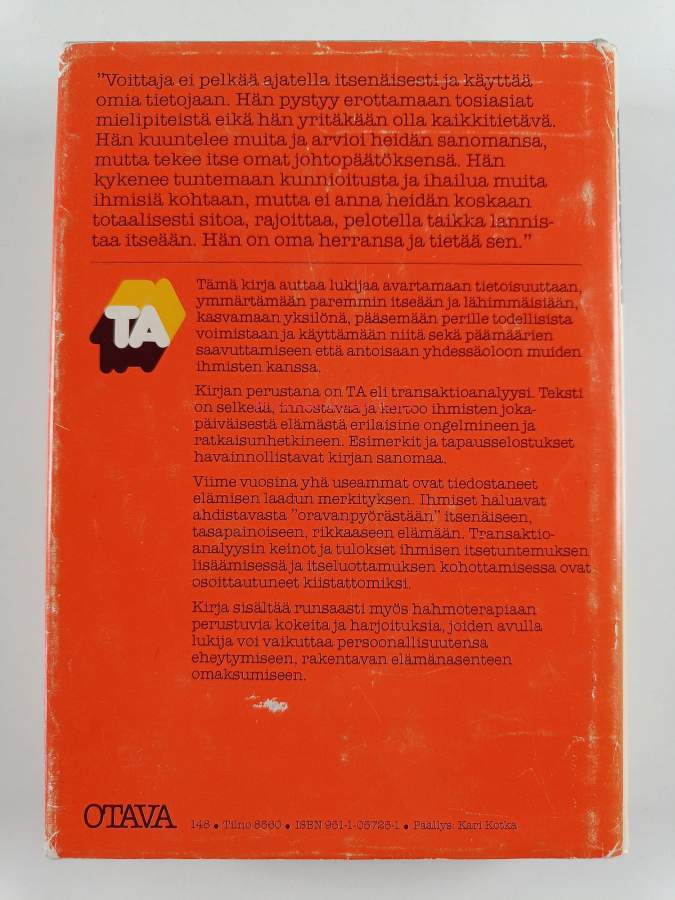 "Voittaja ei pelkää ajatella itsenäisesti ja käyttää
omia tietojaan. Hän pystyy erottamaan tosiasiat
mielipiteistä eikä hän yritäkään olla kaikkitietävä.
Hän kuuntelee muita ja arvioi heidän sanomansa,
mutta tekee itse omat johtopäätöksensä. Hän
kykenee tuntemaan kunnioitusta ja ihailua muita
ihmisiä kohtaan, mutta ei anna heidän koskaan
totaalisesti sitoa, rajoittaa, pelotella taikka lannis-
taa itseään. Hän on oma herransa ja tietää sen."
TA
Tämä kirja auttaa lukijaa avartamaan tietoisuuttaan,
ymmärtämään paremmin itseään ja lähimmäisiään,
kasvamaan yksilönä, pääsemään perille todellisista
voimistaan ja käyttämään niitä sekä päämäärien
saavuttamiseen että antoisaan yhdessäoloon muiden
ihmisten kanssa.
Kirjan perustana on TA eli transaktioanalyysi. Teksti
on selkeää, innostavaa ja kertoo ihmisten joka-
päiväisestä elämästä erilaisine ongelmineen ja
ratkaisunhetkineen. Esimerkit ja tapausselostukset
havainnollistavat kirjan sanomaa.
Viime vuosina yhä useammat ovat tiedostaneet
elämisen laadun merkityksen. Ihmiset haluavat
ahdistavasta "oravanpyörästään" itsenäiseen,
tasapainoiseen, rikkaaseen elämään. Transaktio-
analyysin keinot ja tulokset ihmisen itsetuntemuksen
lisäämisessä ja itseluottamuksen kohottamisessa ovat
osoittautuneet kiistattomiksi.
Kirja sisältää runsaasti myös hahmoterapiaan
perustuvia kokeita ja harjoituksia, joiden avulla
lukija voi vaikuttaa persoonallisuutensa
eheytymiseen, rakentavan elämänasenteen
omaksumiseen.
OTAVA 148 • Tilno 8560 • ISBN 951-1-05725-1 • Päällys: Kari Kotka